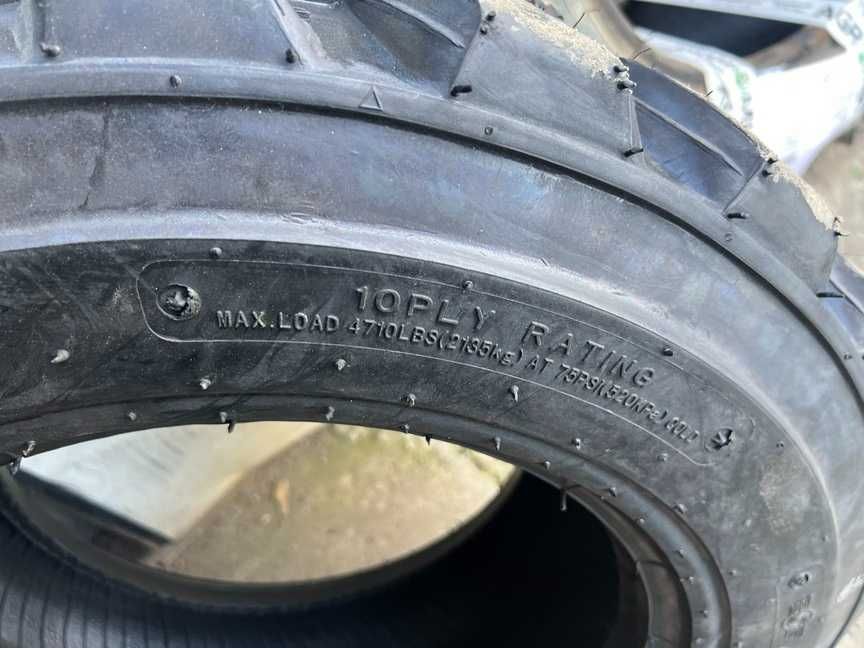 10PLY RATING
MAX.LOAD 4710LBS(2135kg) AT 75PSI(520KPa) COLD